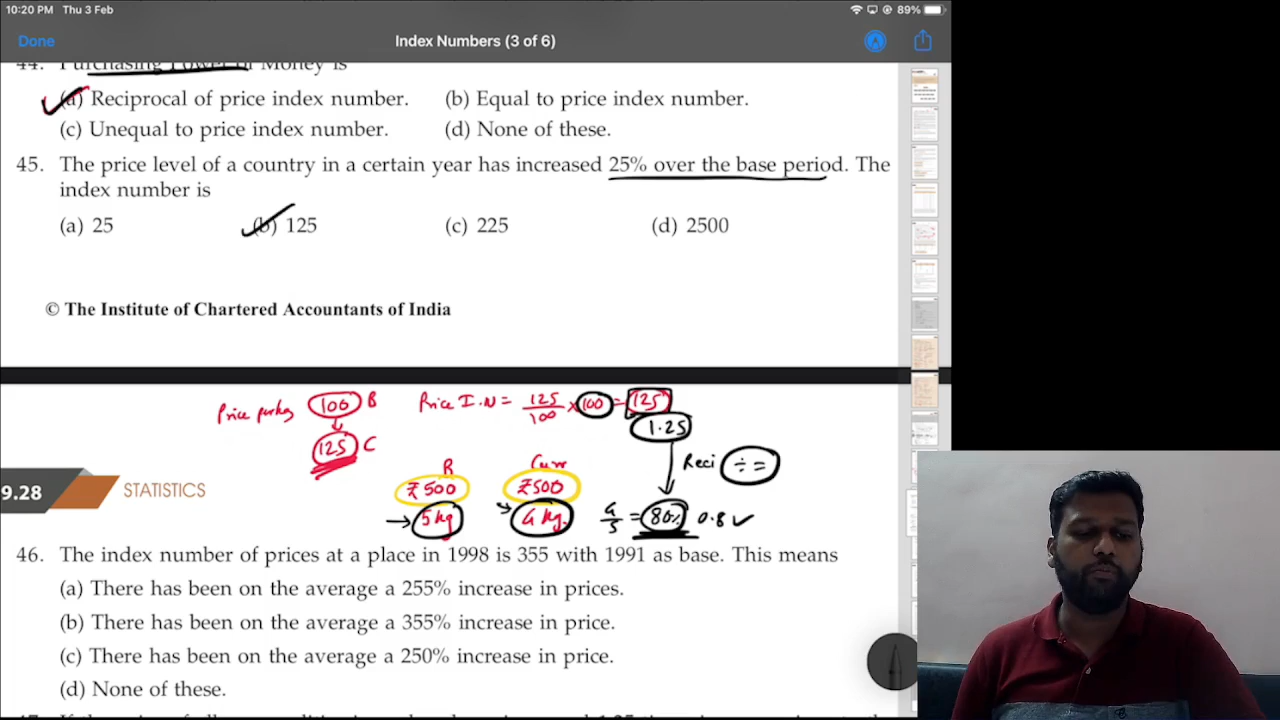 10:20 PM Thu 3 Feb
89%
Done
Index Numbers (3 of 6)
44. Purchasing Power of Money is
(a) Reciprocal of price index number. (b) Equal to price index number.
(c) Unequal to price index number. (d) None of these.
45. The price level of a country in a certain year has increased 25% over the base period. The
index number is
(a) 25 (b) 125 (c) 225 (d) 2500
© The Institute of Chartered Accountants of India
Price per kg 100 B
125 C
Price I.N = 125/100 × 100 = 125
1.25
Reci ÷ =
B Curr
₹500 ₹500
5 kg 4 kg. 4/5 = 80% 0.8
9.28 STATISTICS
46. The index number of prices at a place in 1998 is 355 with 1991 as base. This means
(a) There has been on the average a 255% increase in prices.
(b) There has been on the average a 355% increase in price.
(c) There has been on the average a 250% increase in price.
(d) None of these.